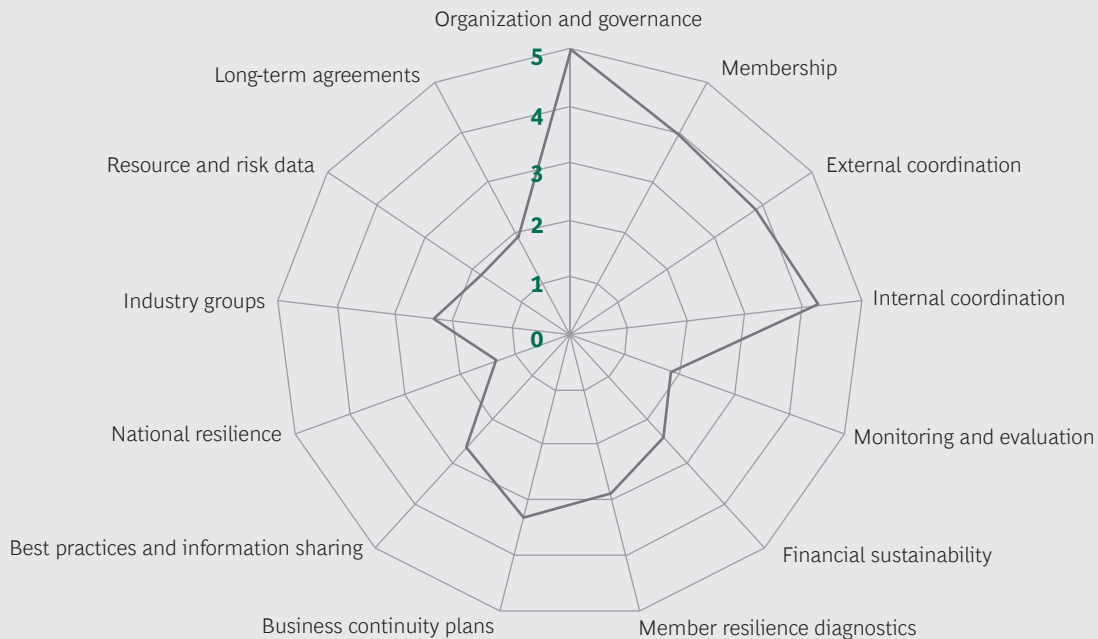 Organization and governance
Membership
External coordination
Internal coordination
Monitoring and evaluation
Financial sustainability
Member resilience diagnostics
Business continuity plans
Best practices and information sharing
National resilience
Industry groups
Resource and risk data
Long-term agreements
5
4
3
2
1
0